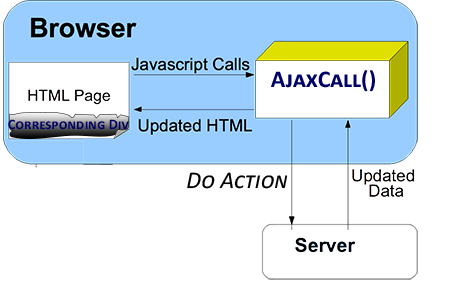 Browser
Javascript Calls
AJAXCALL()
HTML Page
CORRESPONDING DIV
Updated HTML
DO ACTION
Updated
Data
Server